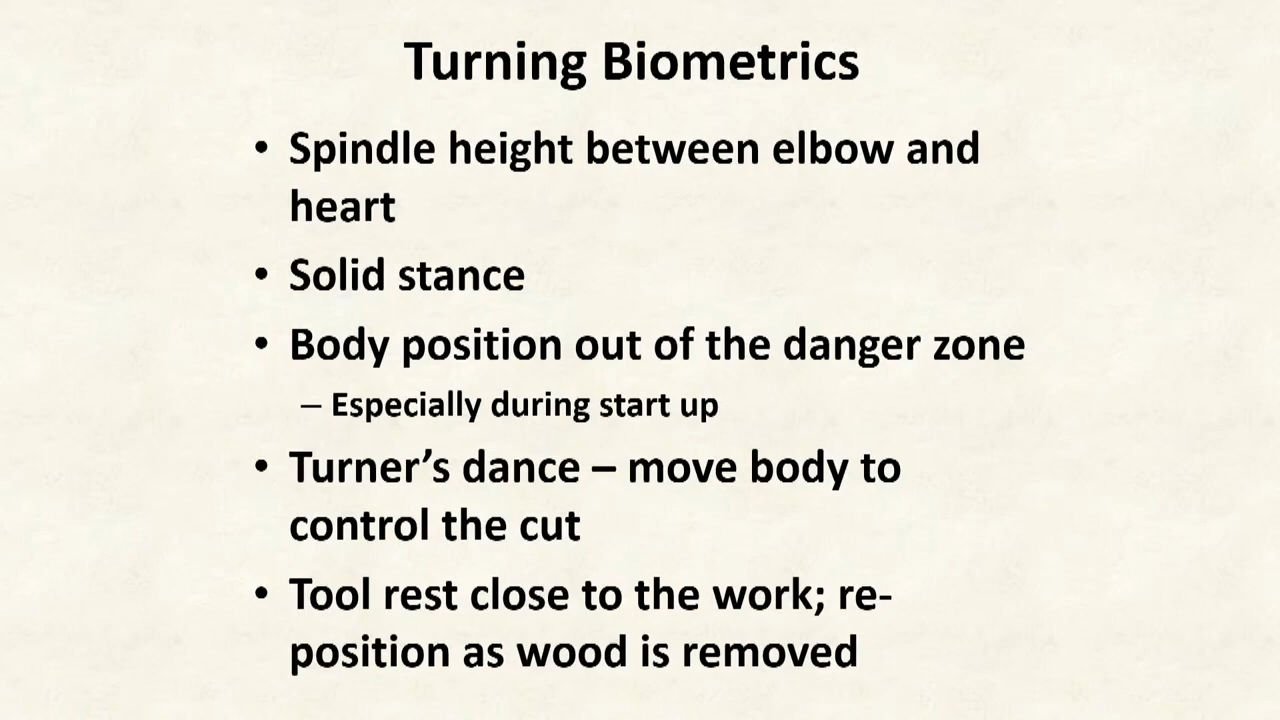 Turning Biometrics
• Spindle height between elbow and
heart
• Solid stance
• Body position out of the danger zone
– Especially during start up
• Turner’s dance – move body to
control the cut
• Tool rest close to the work; re-
position as wood is removed